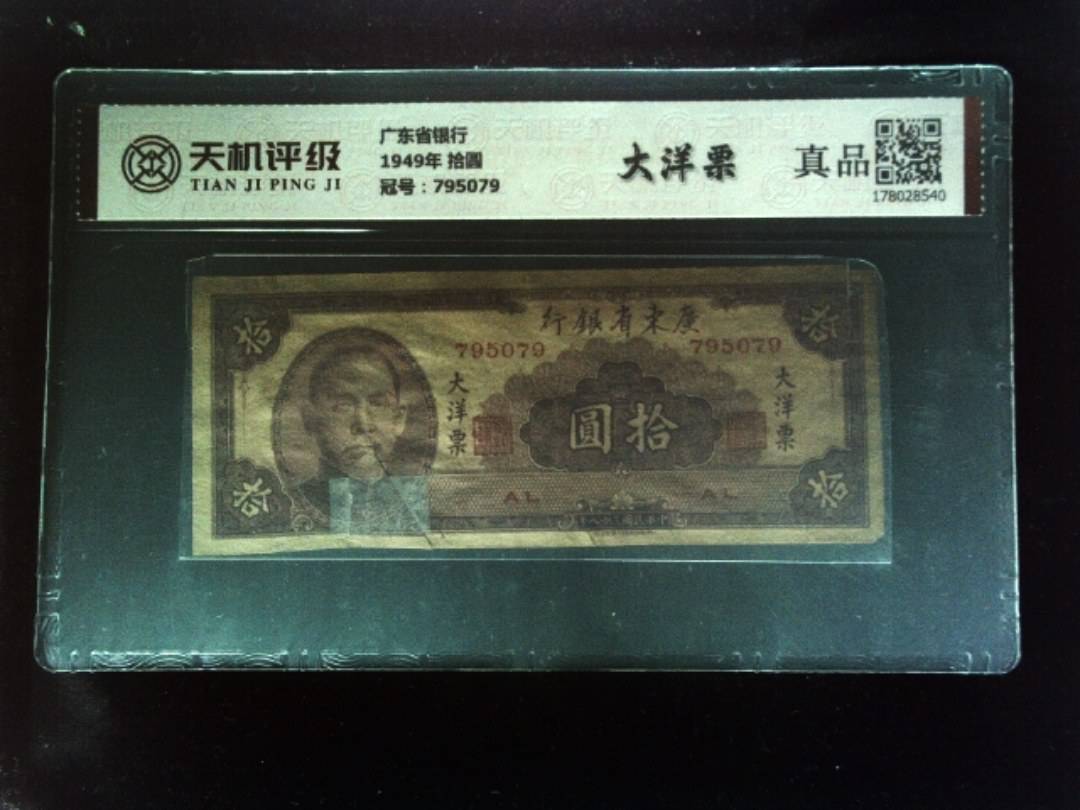 天机评级
TIAN JI PING JI
广东省银行
1949年 拾圆
冠号：795079
大洋票
真品
178028540
行銀省東廣
795079
795079
拾
拾
大洋票
圓拾
大洋票
AL
AL
拾
拾